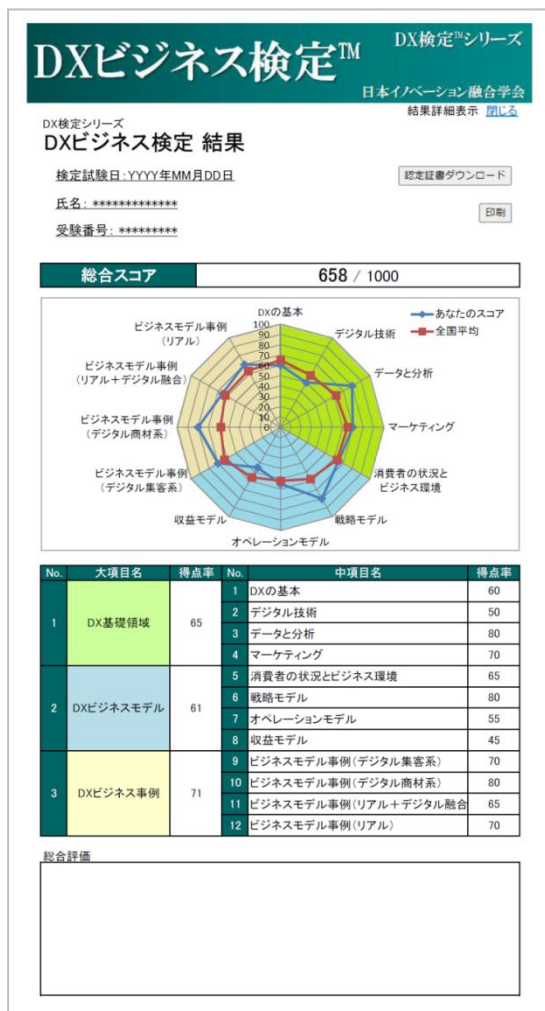 DXビジネス検定™
DX検定™シリーズ
日本イノベーション融合学会
結果詳細表示 閉じる
DX検定シリーズ
DXビジネス検定 結果
検定試験日:YYYY年MM月DD日
認定証書ダウンロード
氏名: *************
印刷
受験番号: *********
総合スコア 658 / 1000
DXの基本
デジタル技術
データと分析
マーケティング
消費者の状況と
ビジネス環境
戦略モデル
オペレーションモデル
収益モデル
ビジネスモデル事例
(デジタル集客系)
ビジネスモデル事例
(デジタル商材系)
ビジネスモデル事例
(リアル+デジタル融合)
ビジネスモデル事例
(リアル)
100
90
80
70
60
50
40
30
20
10
0
あなたのスコア
全国平均
No. 大項目名 得点率 No. 中項目名 得点率
1 DX基礎領域 65
1 DXの基本 60
2 デジタル技術 50
3 データと分析 80
4 マーケティング 70
2 DXビジネスモデル 61
5 消費者の状況とビジネス環境 65
6 戦略モデル 80
7 オペレーションモデル 55
8 収益モデル 45
3 DXビジネス事例 71
9 ビジネスモデル事例(デジタル集客系) 70
10 ビジネスモデル事例(デジタル商材系) 80
11 ビジネスモデル事例(リアル+デジタル融合 65
12 ビジネスモデル事例(リアル) 70
総合評価